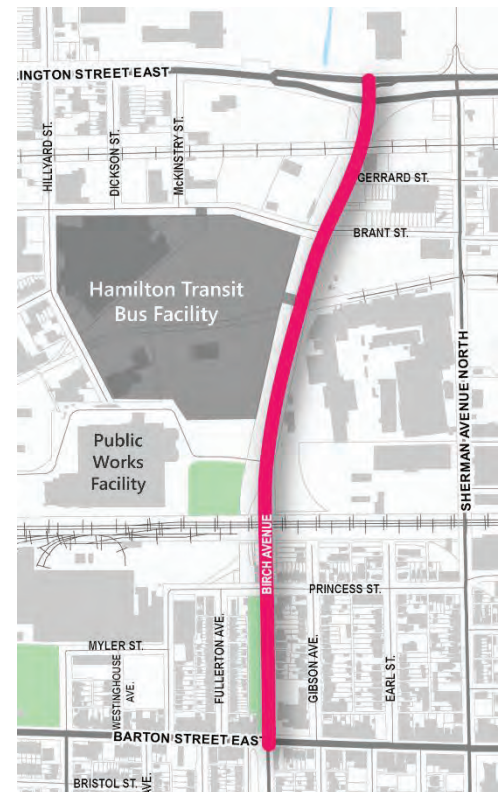 LINGTON STREET EAST
HILLYARD ST.
DICKSON ST.
McKINSTRY ST.
GERRARD ST.
BRANT ST.
Hamilton Transit
Bus Facility
SHERMAN AVENUE NORTH
Public
Works
Facility
BIRCH AVENUE
PRINCESS ST.
MYLER ST.
WESTINGHOUSE
AVE.
FULLERTON AVE.
GIBSON AVE.
EARL ST.
BARTON STREET EAST
BRISTOL ST.
AVE.